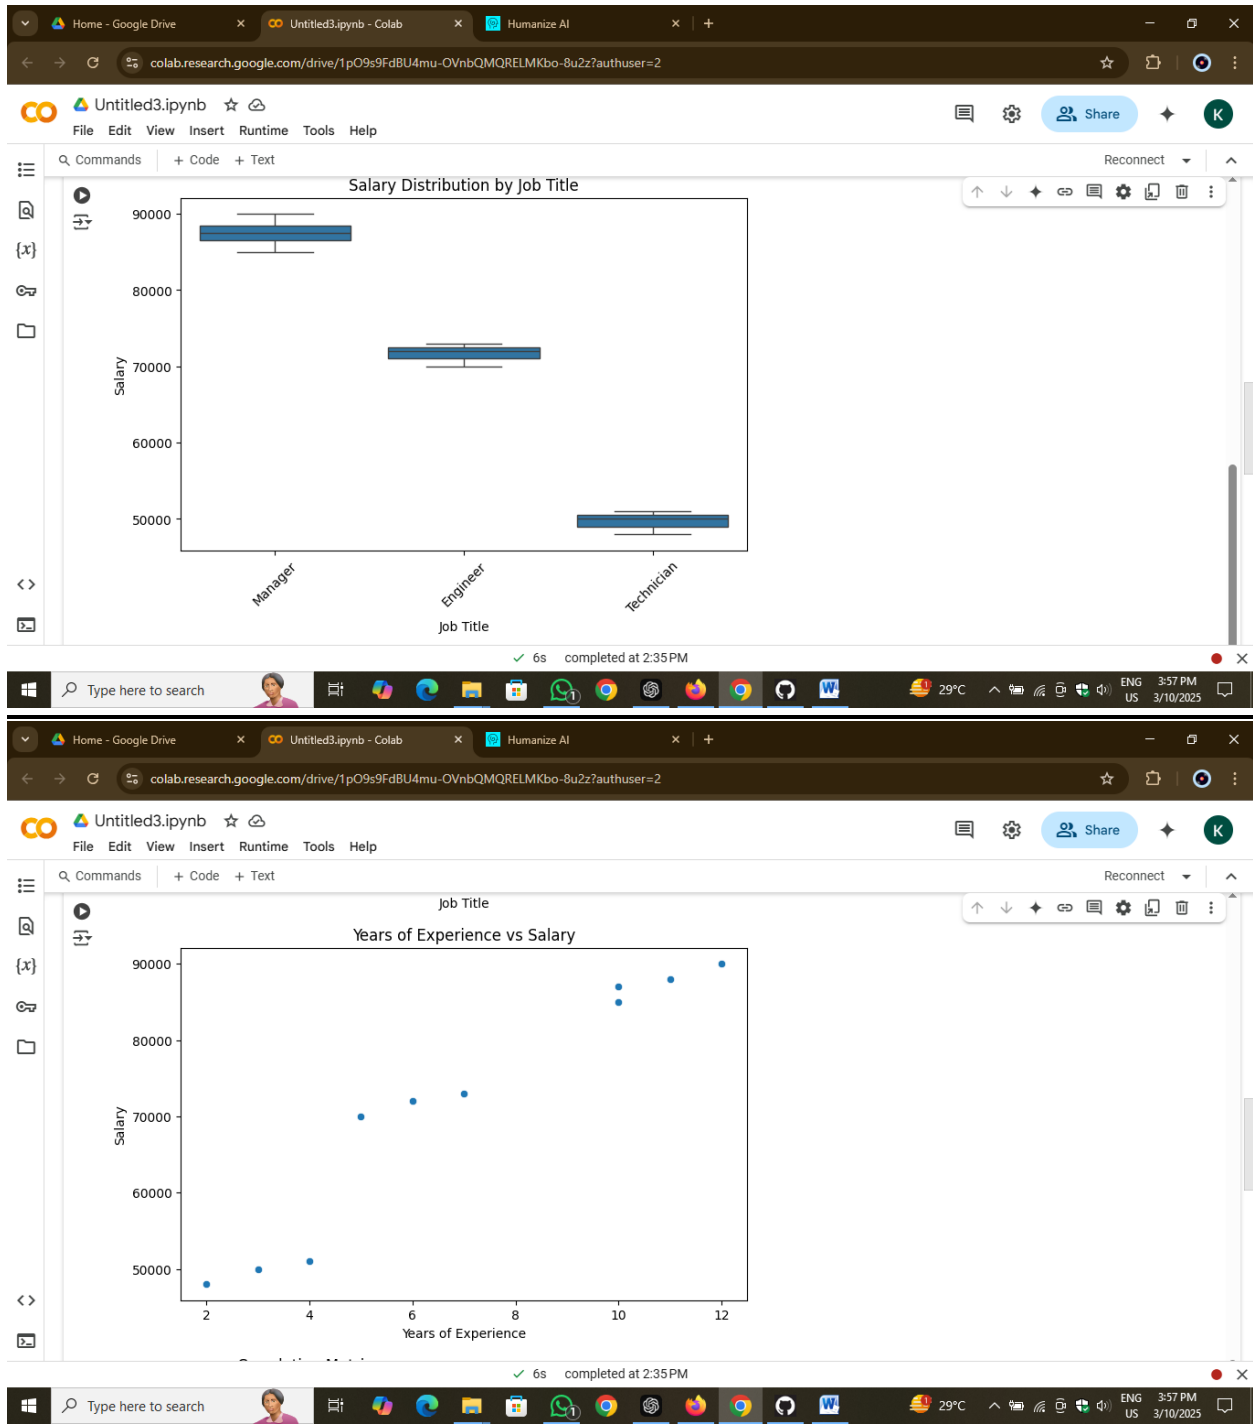 Home - Google Drive
Untitled3.ipynb - Colab
Humanize AI
colab.research.google.com/drive/1pO9s9FdBU4mu-OVnbQMQRELMKbo-8u2z?authuser=2
Untitled3.ipynb
Share
K
File Edit View Insert Runtime Tools Help
Commands + Code + Text
Reconnect
Salary Distribution by Job Title
90000
80000
70000
60000
50000
Salary
Manager
Engineer
Technician
Job Title
6s completed at 2:35 PM
Type here to search
29°C
ENG
US
3:57 PM
3/10/2025
Home - Google Drive
Untitled3.ipynb - Colab
Humanize AI
colab.research.google.com/drive/1pO9s9FdBU4mu-OVnbQMQRELMKbo-8u2z?authuser=2
Untitled3.ipynb
Share
K
File Edit View Insert Runtime Tools Help
Commands + Code + Text
Reconnect
Job Title
Years of Experience vs Salary
90000
80000
70000
60000
50000
Salary
2 4 6 8 10 12
Years of Experience
6s completed at 2:35 PM
Type here to search
29°C
ENG
US
3:57 PM
3/10/2025